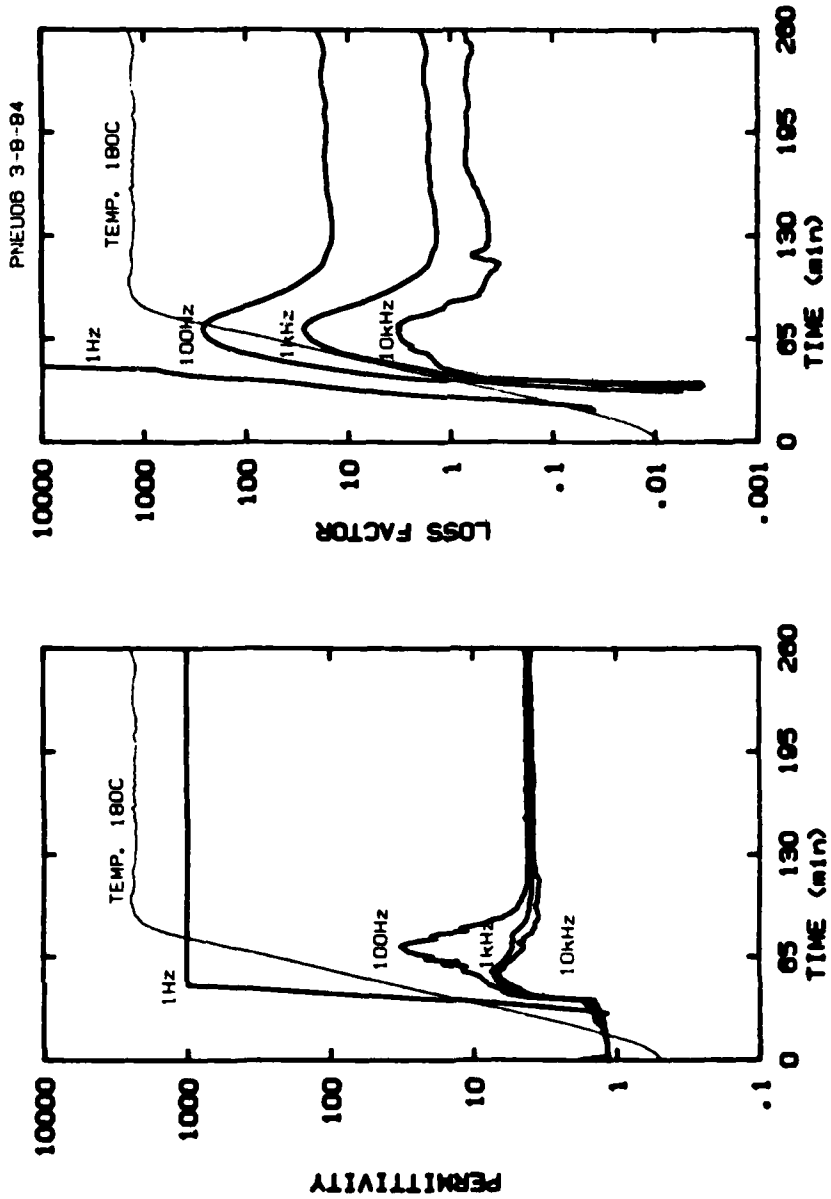 PNEU06 3-8-84
10000
1000
100
10
1
.1
.01
.001
LOSS FACTOR
TEMP. 180C
1Hz
100Hz
1kHz
10kHz
0
65
130
195
260
TIME (min)
10000
1000
100
10
1
.1
PERMITTIVITY
TEMP. 180C
1Hz
100Hz
1kHz
10kHz
0
65
130
195
260
TIME (min)